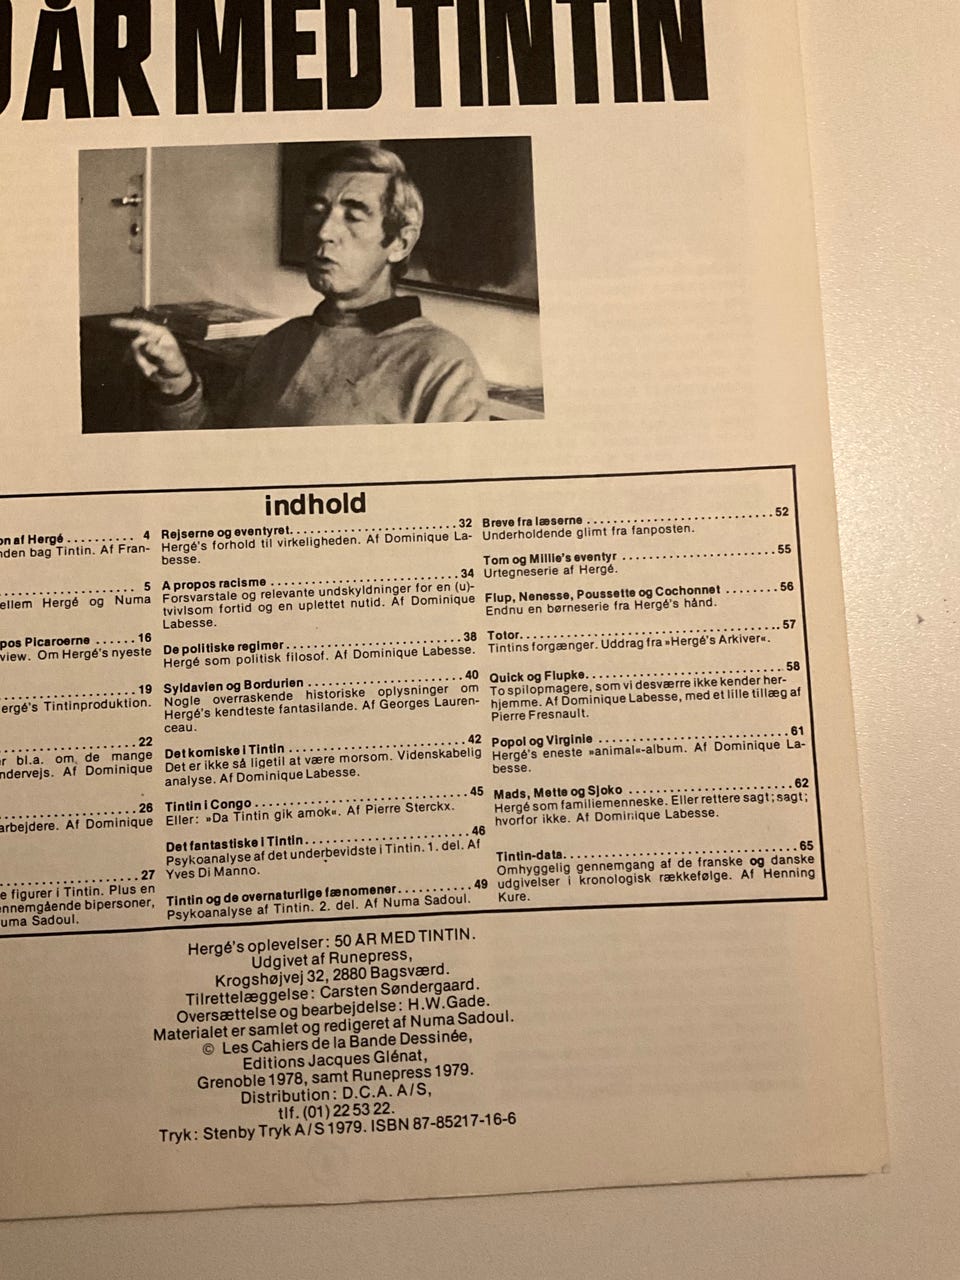 ÅR MED TINTIN
indhold
on af Hergé . . . . . . . . . 4
nden bag Tintin. Af Fran-
. . . . . . . . . . . . . . . . . . . . . 5
ellem Hergé og Numa
pos Picaroerne . . . . . . 16
view. Om Hergé's nyeste
. . . . . . . . . . . . . . . . . . . . . 19
ergé's Tintinproduktion.
. . . . . . . . . . . . . . . . . . . . . 22
r bl.a. om de mange
ndervejs. Af Dominique
. . . . . . . . . . . . . . . . . . . . . 26
arbejdere. Af Dominique
. . . . . . . . . . . . . . . . . . . . . 27
e figurer i Tintin. Plus en
ennemgående bipersoner,
uma Sadoul.
Rejserne og eventyret. . . . . . . . . . . . . . . . . . . 32
Hergé's forhold til virkeligheden. Af Dominique La-
besse.
A propos racisme . . . . . . . . . . . . . . . . . . . . . 34
Forsvarstale og relevante undskyldninger for en (u)-
tvivlsom fortid og en uplettet nutid. Af Dominique
Labesse.
De politiske regimer . . . . . . . . . . . . . . . . . . . 38
Hergé som politisk filosof. Af Dominique Labesse.
Syldavien og Bordurien . . . . . . . . . . . . . . . . . 40
Nogle overraskende historiske oplysninger om
Hergé's kendteste fantasilande. Af Georges Lauren-
ceau.
Det komiske i Tintin . . . . . . . . . . . . . . . . . . . 42
Det er ikke så ligetil at være morsom. Videnskabelig
analyse. Af Dominique Labesse.
Tintin i Congo . . . . . . . . . . . . . . . . . . . . . . . 45
Eller: »Da Tintin gik amok«. Af Pierre Sterckx.
Det fantastiske i Tintin . . . . . . . . . . . . . . . . . 46
Psykoanalyse af det underbevidste i Tintin. 1. del. Af
Yves Di Manno.
Tintin og de overnaturlige fænomener . . . . . . . . 49
Psykoanalyse af Tintin. 2. del. Af Numa Sadoul.
Breve fra læserne . . . . . . . . . . . . . . . . . . . . . 52
Underholdende glimt fra fanposten.
Tom og Millie's eventyr . . . . . . . . . . . . . . . . . 55
Urtegneserie af Hergé.
Flup, Nenesse, Poussette og Cochonnet . . . . . . . . 56
Endnu en børneserie fra Hergé's hånd.
Totor. . . . . . . . . . . . . . . . . . . . . . . . . . . . . . 57
Tintins forgænger. Uddrag fra »Hergé's Arkiver«.
Quick og Flupke. . . . . . . . . . . . . . . . . . . . . . 58
To spilopmagere, som vi desværre ikke kender her-
hjemme. Af Dominique Labesse, med et lille tillæg af
Pierre Fresnault.
Popol og Virginie . . . . . . . . . . . . . . . . . . . . . 61
Hergé's eneste »animal«-album. Af Dominique La-
besse.
Mads, Mette og Sjoko . . . . . . . . . . . . . . . . . . 62
Hergé som familiemenneske. Eller rettere sagt; sagt;
hvorfor ikke. Af Dominique Labesse.
Tintin-data. . . . . . . . . . . . . . . . . . . . . . . . . . 65
Omhyggelig gennemgang af de franske og danske
udgivelser i kronologisk rækkefølge. Af Henning
Kure.
Hergé's oplevelser: 50 ÅR MED TINTIN.
Udgivet af Runepress,
Krogshøjvej 32, 2880 Bagsværd.
Tilrettelæggelse: Carsten Søndergaard.
Oversættelse og bearbejdelse: H.W. Gade.
Materialet er samlet og redigeret af Numa Sadoul.
© Les Cahiers de la Bande Dessinée,
Editions Jacques Glénat,
Grenoble 1978, samt Runepress 1979.
Distribution: D.C.A. A/S,
tlf. (01) 22 53 22.
Tryk: Stenby Tryk A/S 1979. ISBN 87-85217-16-6